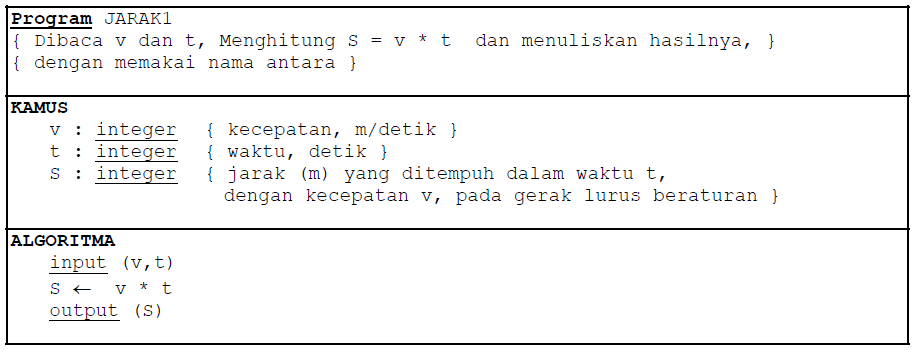 Program JARAK1
{ Dibaca v dan t, Menghitung S = v * t  dan menuliskan hasilnya, }
{ dengan memakai nama antara }
KAMUS
v : integer { kecepatan, m/detik }
t : integer { waktu, detik }
S : integer { jarak (m) yang ditempuh dalam waktu t,
dengan kecepatan v, pada gerak lurus beraturan }
ALGORITMA
input (v,t)
S ← v * t
output (S)